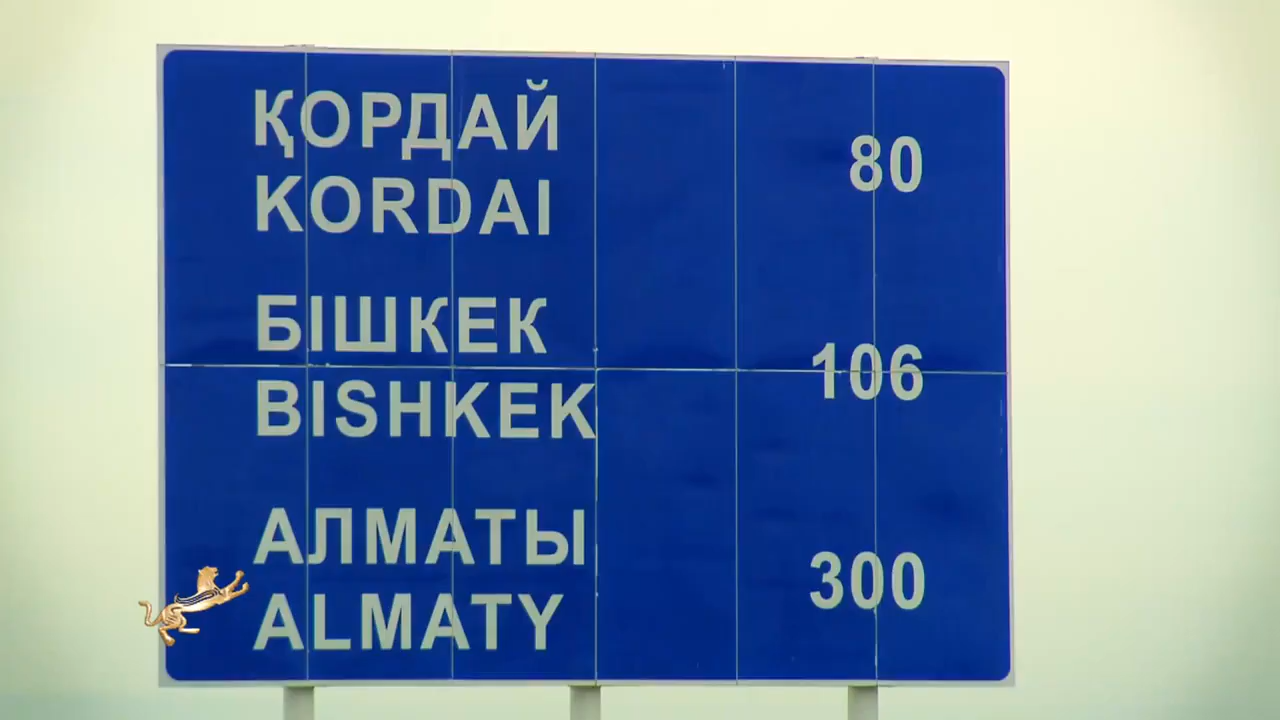 ҚОРДАЙ
KORDAI
80
БІШКЕК
BISHKEK
106
АЛМАТЫ
ALMATY
300